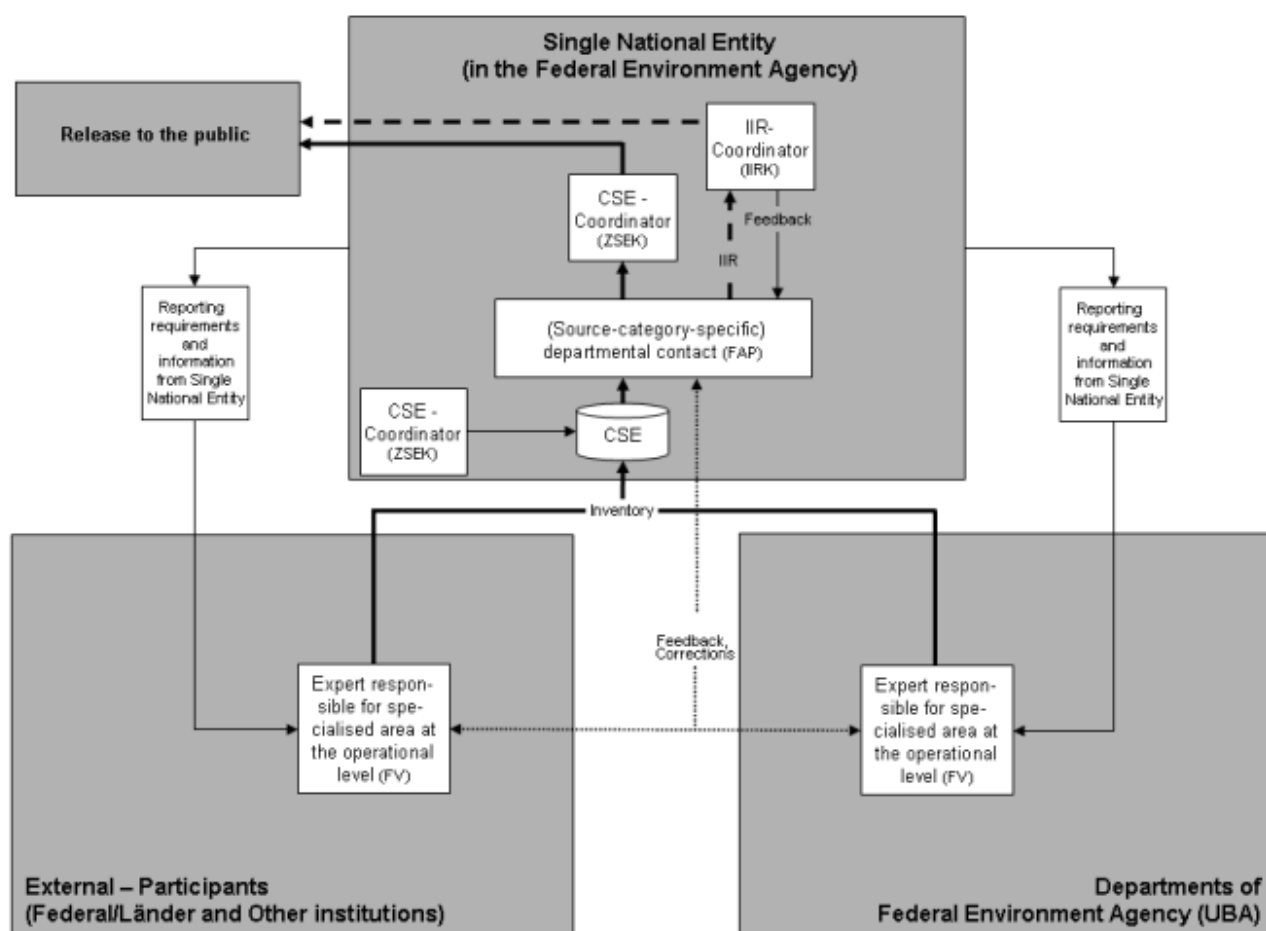 Single National Entity
(in the Federal Environment Agency)
Release to the public
IIR-
Coordinator
(IIRK)
CSE -
Coordinator
(ZSEK)
Feedback
IIR
Reporting
requirements
and
information
from Single
National Entity
Reporting
requirements
and
information
from Single
National Entity
(Source-category-specific)
departmental contact (FAP)
CSE -
Coordinator
(ZSEK)
CSE
Inventory
Feedback,
Corrections
Expert respon-
sible for spe-
cialised area at
the operational
level (FV)
Expert respon-
sible for spe-
cialised area at
the operational
level (FV)
External – Participants
(Federal/Länder and Other institutions)
Departments of
Federal Environment Agency (UBA)